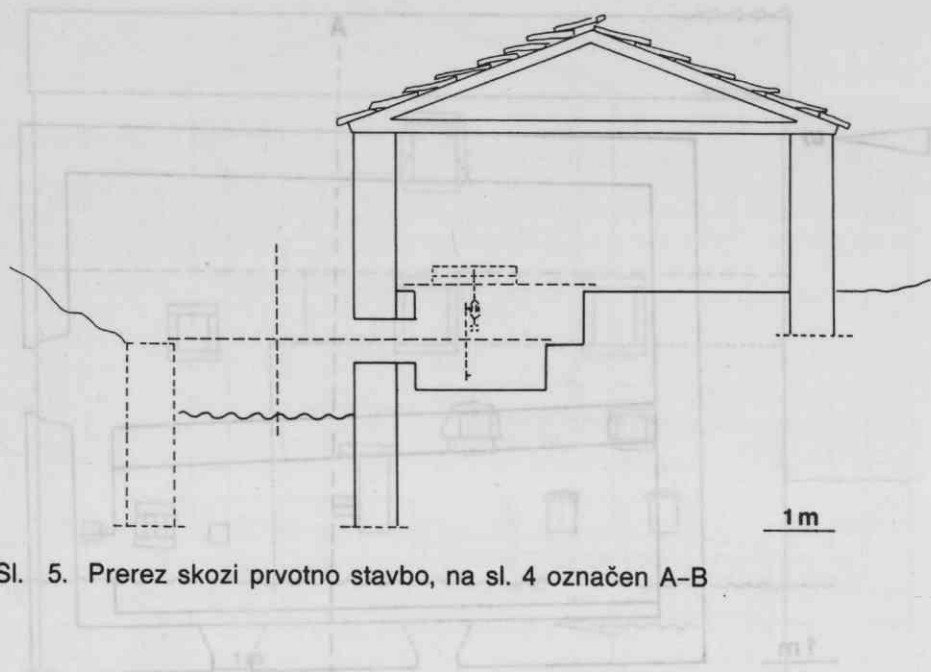 1 m
Sl. 5. Prerez skozi prvotno stavbo, na sl. 4 označen A–B